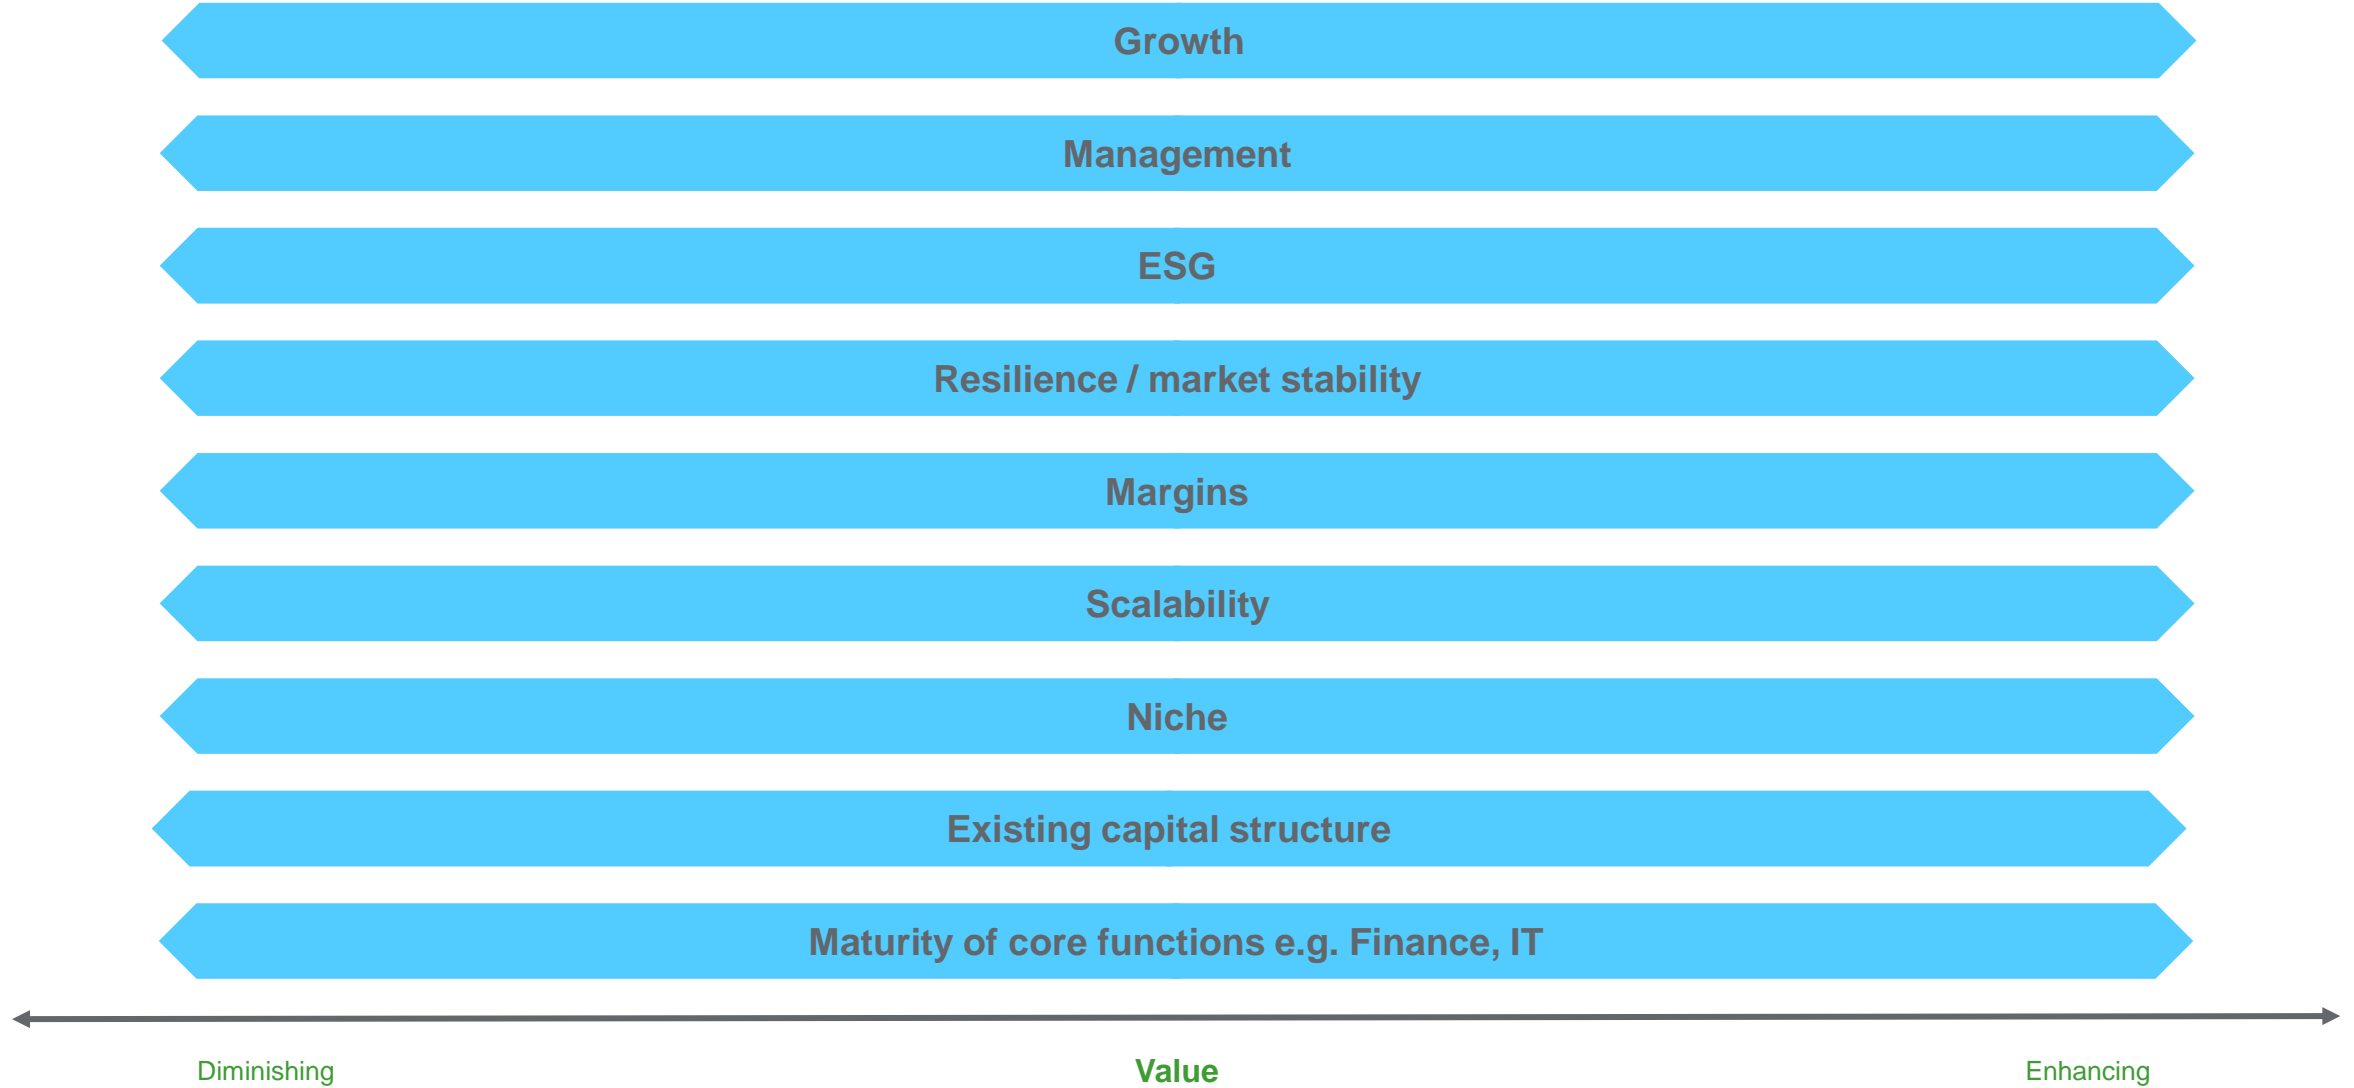 Growth
Management
ESG
Resilience / market stability
Margins
Scalability
Niche
Existing capital structure
Maturity of core functions e.g. Finance, IT
Diminishing Value Enhancing